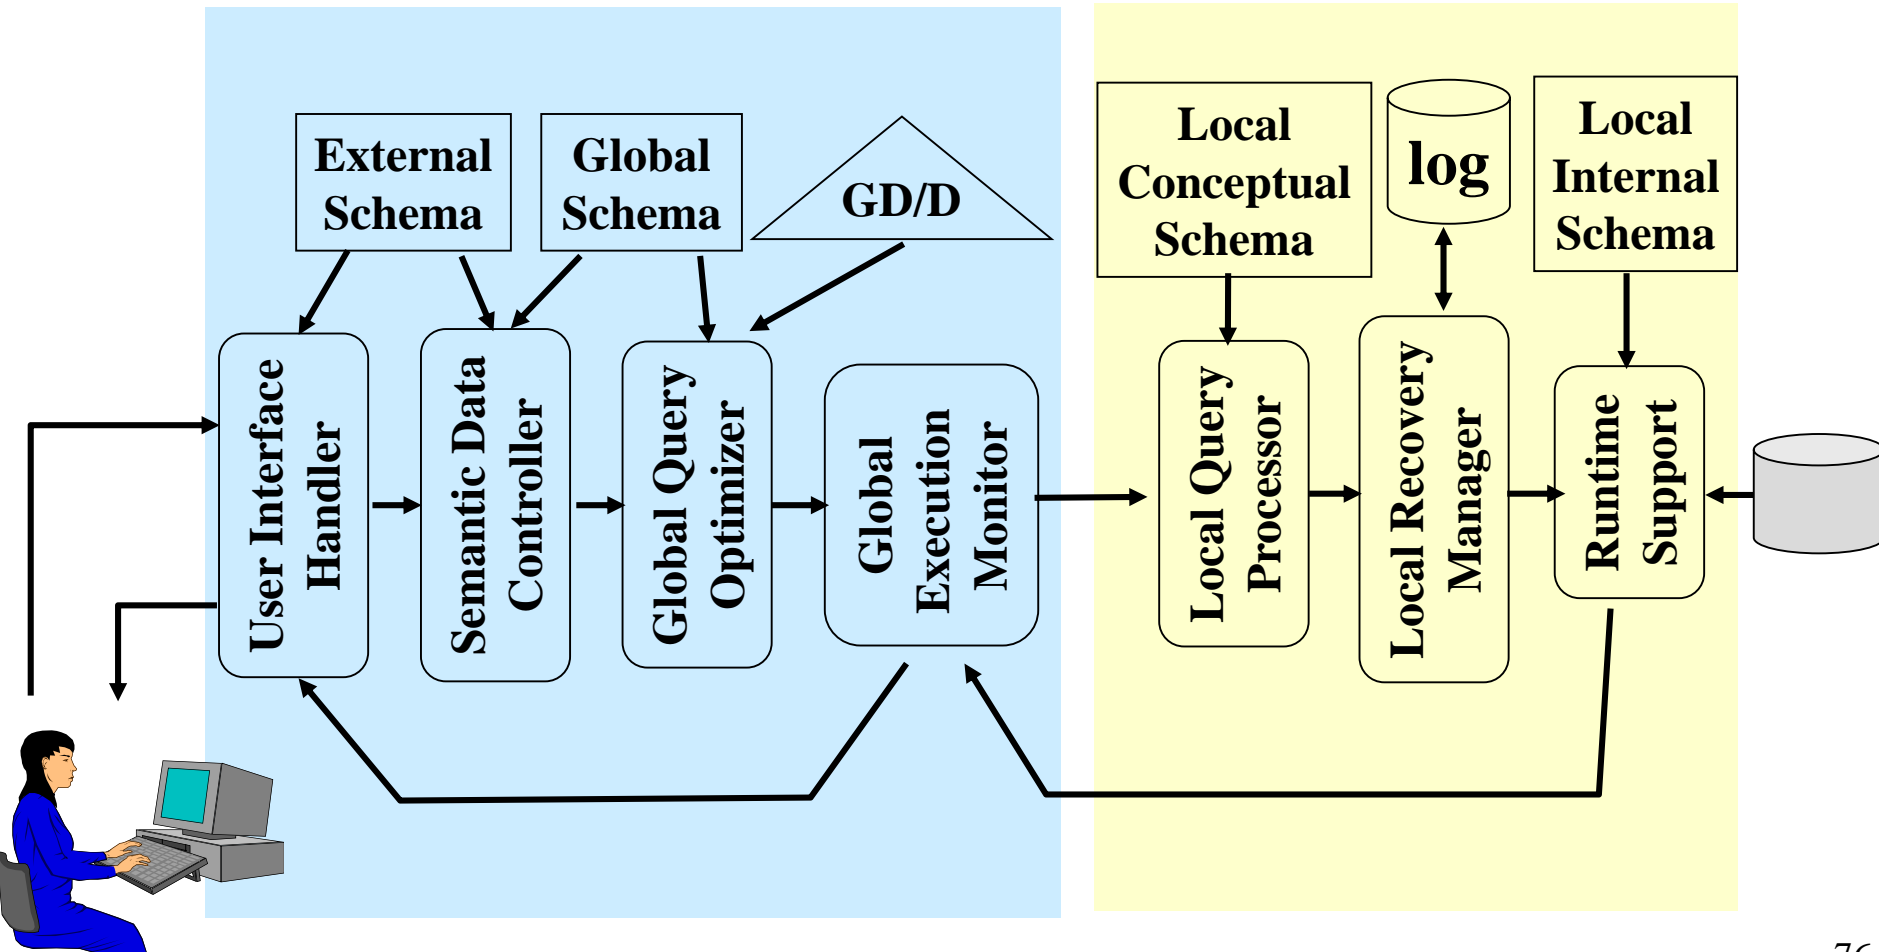 External
Schema
Global
Schema
GD/D
Local
Conceptual
Schema
log
Local
Internal
Schema
User Interface
Handler
Semantic Data
Controller
Global Query
Optimizer
Global
Execution
Monitor
Local Query
Processor
Local Recovery
Manager
Runtime
Support
76